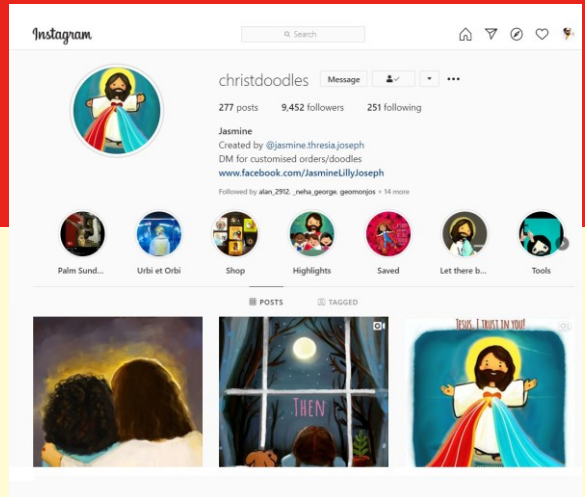 Instagram
Search
christdoodles Message
277 posts 9,452 followers 251 following
Jasmine
Created by @jasmine.thresia.joseph
DM for customised orders/doodles
www.facebook.com/JasmineLillyJoseph
Followed by alan_2912, _neha_george, geomonjos + 14 more
Palm Sund... Urbi et Orbi Shop Highlights Saved Let there b... Tools
POSTS TAGGED
THEN
JESUS, I TRUST IN YOU!